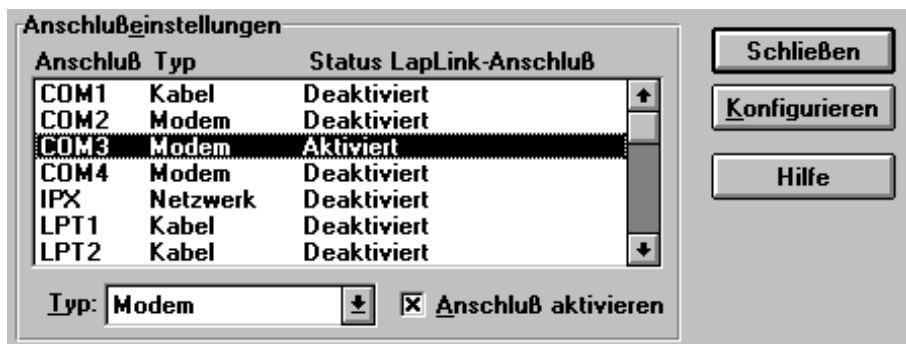 Anschlußeinstellungen
Anschluß Typ Status LapLink-Anschluß
COM1 Kabel Deaktiviert
COM2 Modem Deaktiviert
COM3 Modem Aktiviert
COM4 Modem Deaktiviert
IPX Netzwerk Deaktiviert
LPT1 Kabel Deaktiviert
LPT2 Kabel Deaktiviert
Typ: Modem
Anschluß aktivieren
Schließen
Konfigurieren
Hilfe